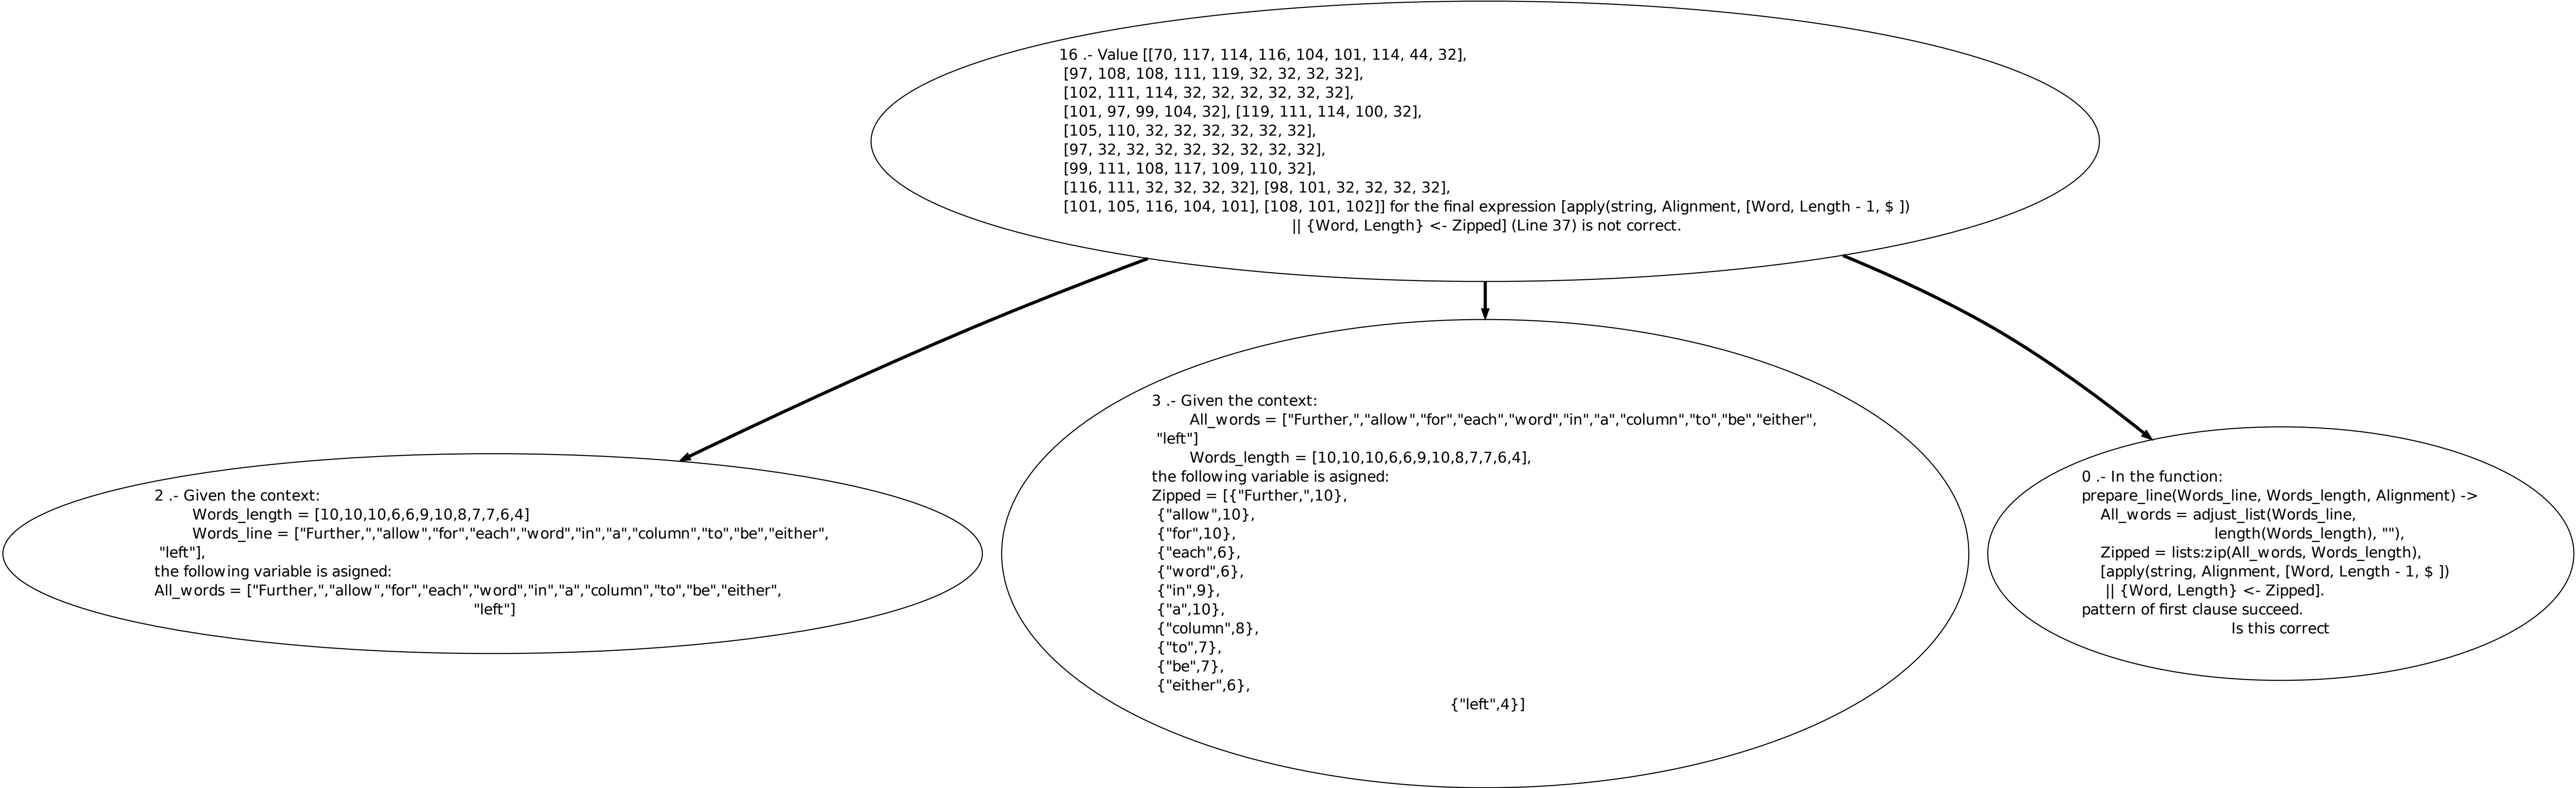 16 .- Value [[70, 117, 114, 116, 104, 101, 114, 44, 32],
[97, 108, 108, 111, 119, 32, 32, 32, 32],
[102, 111, 114, 32, 32, 32, 32, 32, 32],
[101, 97, 99, 104, 32], [119, 111, 114, 100, 32],
[105, 110, 32, 32, 32, 32, 32, 32],
[97, 32, 32, 32, 32, 32, 32, 32, 32],
[99, 111, 108, 117, 109, 110, 32],
[116, 111, 32, 32, 32, 32], [98, 101, 32, 32, 32, 32],
[101, 105, 116, 104, 101], [108, 101, 102]] for the final expression [apply(string, Alignment, [Word, Length - 1, $ ])
|| {Word, Length} <- Zipped] (Line 37) is not correct.
2 .- Given the context:
Words_length = [10,10,10,6,6,9,10,8,7,7,6,4]
Words_line = ["Further,","allow","for","each","word","in","a","column","to","be","either",
"left"],
the following variable is asigned:
All_words = ["Further,","allow","for","each","word","in","a","column","to","be","either",
"left"]
3 .- Given the context:
All_words = ["Further,","allow","for","each","word","in","a","column","to","be","either",
"left"]
Words_length = [10,10,10,6,6,9,10,8,7,7,6,4],
the following variable is asigned:
Zipped = [{"Further,",10},
{"allow",10},
{"for",10},
{"each",6},
{"word",6},
{"in",9},
{"a",10},
{"column",8},
{"to",7},
{"be",7},
{"either",6},
{"left",4}]
0 .- In the function:
prepare_line(Words_line, Words_length, Alignment) ->
All_words = adjust_list(Words_line,
length(Words_length), ""),
Zipped = lists:zip(All_words, Words_length),
[apply(string, Alignment, [Word, Length - 1, $ ])
|| {Word, Length} <- Zipped].
pattern of first clause succeed.
Is this correct